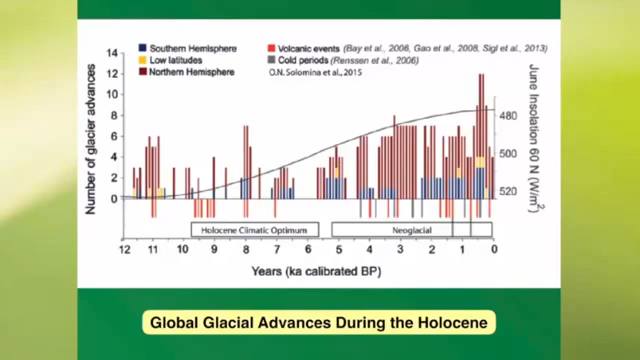 14
12
10
8
6
4
2
0
Number of glacier advances
Southern Hemisphere
Low latitudes
Northern Hemisphere
Volcanic events (Bay et al., 2006, Gao et al., 2008, Sigl et al., 2013)
Cold periods (Renssen et al., 2006)
O.N. Solomina et al., 2015
480
500
520
June Insolation 60 N (W/m2)
Holocene Climatic Optimum
Neoglacial
12 11 10 9 8 7 6 5 4 3 2 1 0
Years (ka calibrated BP)
Global Glacial Advances During the Holocene